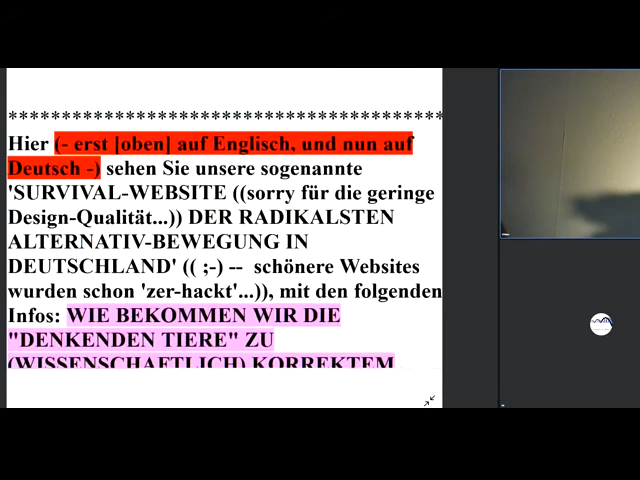 ******************************************
Hier (- erst [oben] auf Englisch, und nun auf
Deutsch -) sehen Sie unsere sogenannte
'SURVIVAL-WEBSITE ((sorry für die geringe
Design-Qualität...)) DER RADIKALSTEN
ALTERNATIV-BEWEGUNG IN
DEUTSCHLAND' (( ;-) -- schönere Websites
wurden schon 'zer-hackt'...)), mit den folgenden
Infos: WIE BEKOMMEN WIR DIE
"DENKENDEN TIERE" ZU
(WISSENSCHAFTLICH) KORREKTEM